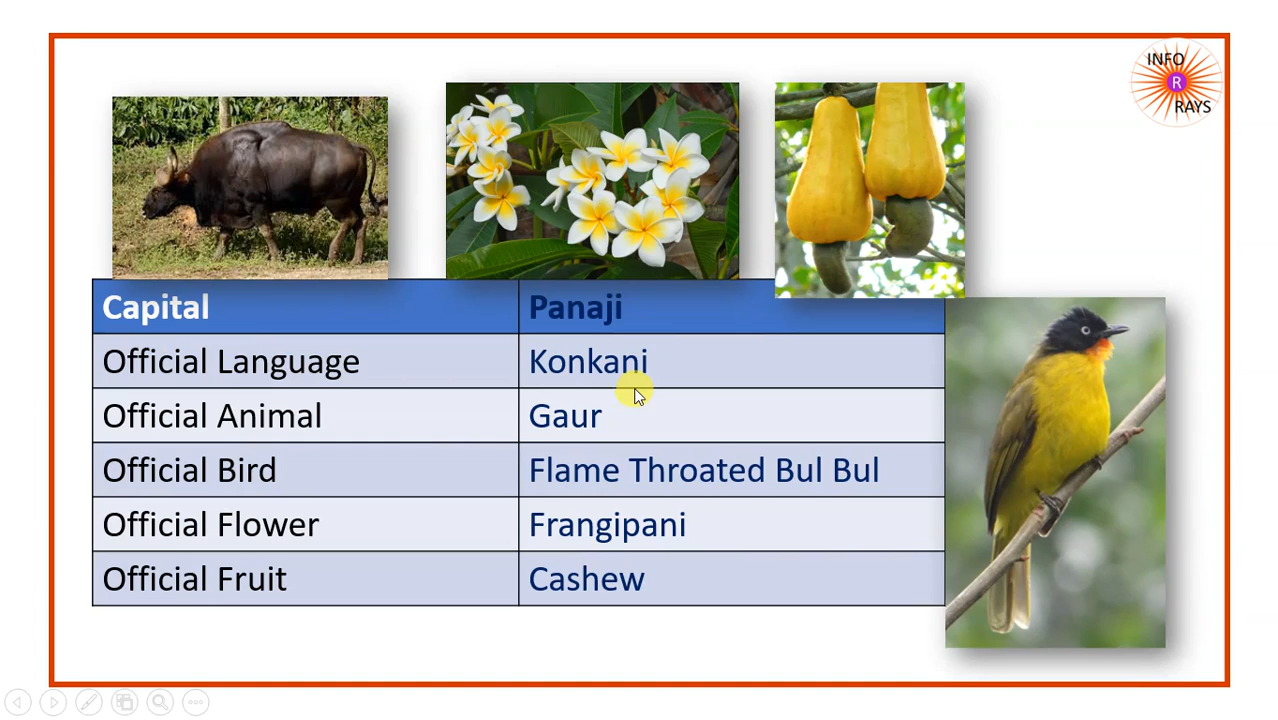 INFO
R
RAYS
Capital Panaji
Official Language Konkani
Official Animal Gaur
Official Bird Flame Throated Bul Bul
Official Flower Frangipani
Official Fruit Cashew